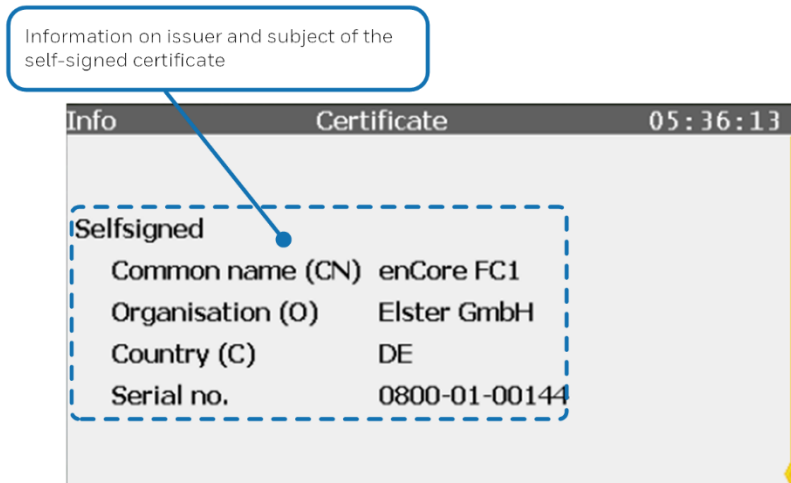 Information on issuer and subject of the
self-signed certificate
Info Certificate 05:36:13
Selfsigned
Common name (CN) enCore FC1
Organisation (O) Elster GmbH
Country (C) DE
Serial no. 0800-01-00144